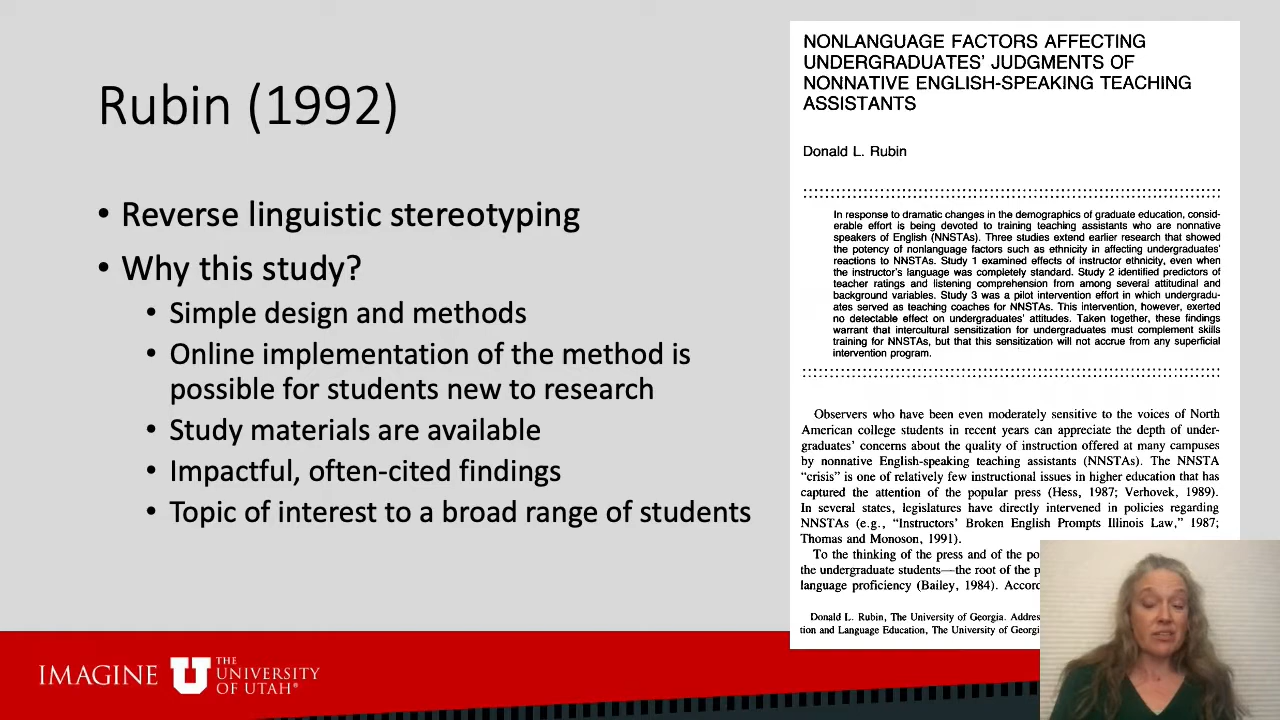 Rubin (1992)
• Reverse linguistic stereotyping
• Why this study?
• Simple design and methods
• Online implementation of the method is
possible for students new to research
• Study materials are available
• Impactful, often-cited findings
• Topic of interest to a broad range of students
NONLANGUAGE FACTORS AFFECTING
UNDERGRADUATES' JUDGMENTS OF
NONNATIVE ENGLISH-SPEAKING TEACHING
ASSISTANTS
Donald L. Rubin
In response to dramatic changes in the demographics of graduate education, consid-
erable effort is being devoted to training teaching assistants who are nonnative
speakers of English (NNSTAs). Three studies extend earlier research that showed
the potency of nonlanguage factors such as ethnicity in affecting undergraduates'
reactions to NNSTAs. Study 1 examined effects of instructor ethnicity, even when
the instructor's language was completely standard. Study 2 identified predictors of
teacher ratings and listening comprehension from among several attitudinal and
background variables. Study 3 was a pilot intervention effort in which undergradu-
ates served as teaching coaches for NNSTAs. This intervention, however, exerted
no detectable effect on undergraduates' attitudes. Taken together, these findings
warrant that intercultural sensitization for undergraduates must complement skills
training for NNSTAs, but that this sensitization will not accrue from any superficial
intervention program.
Observers who have been even moderately sensitive to the voices of North
American college students in recent years can appreciate the depth of under-
graduates' concerns about the quality of instruction offered at many campuses
by nonnative English-speaking teaching assistants (NNSTAs). The NNSTA
“crisis” is one of relatively few instructional issues in higher education that has
captured the attention of the popular press (Hess, 1987; Verhovek, 1989).
In several states, legislatures have directly intervened in policies regarding
NNSTAs (e.g., “Instructors' Broken English Prompts Illinois Law,” 1987;
Thomas and Monoson, 1991).
To the thinking of the press and of the po
the undergraduate students—the root of the p
language proficiency (Bailey, 1984). Accor
Donald L. Rubin, The University of Georgia. Addres
tion and Language Education, The University of Georgi
IMAGINE U THE
UNIVERSITY
OF UTAH®